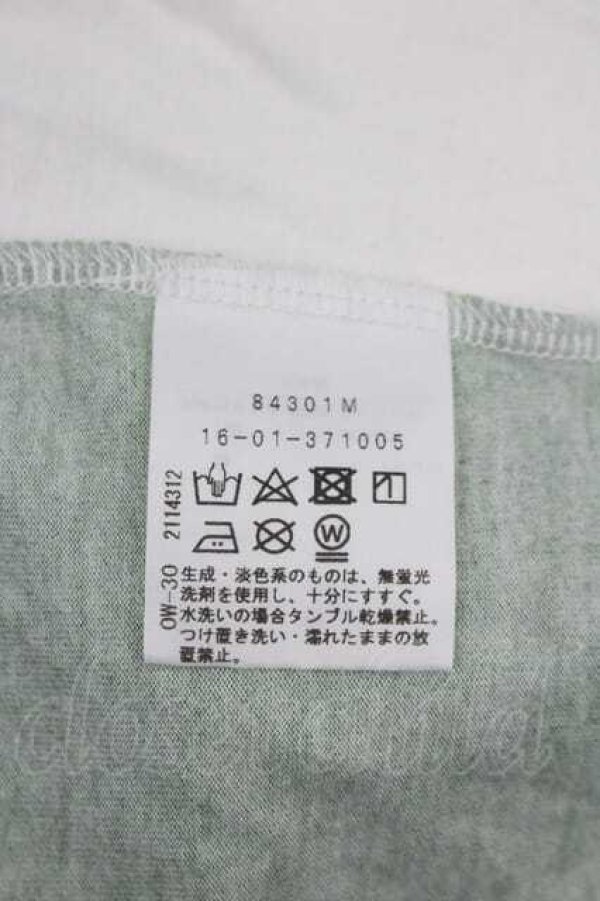 84301M
16-01-371005
W
OW-30 2114312
生成・淡色系のものは、無蛍光
洗剤を使用し、十分にすすぐ。
水洗いの場合タンブル乾燥禁止。
つけ置き洗い・濡れたままの放
置禁止。
closet child